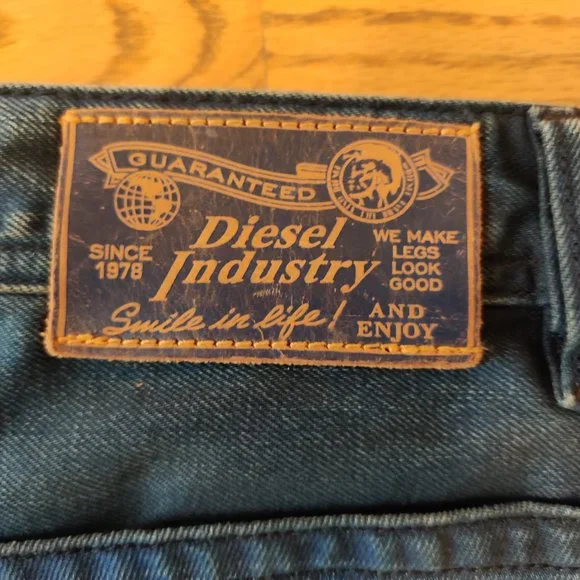 GUARANTEED
Diesel
Industry
SINCE
1978
WE MAKE
LEGS
LOOK
GOOD
Smile in life!
AND
ENJOY